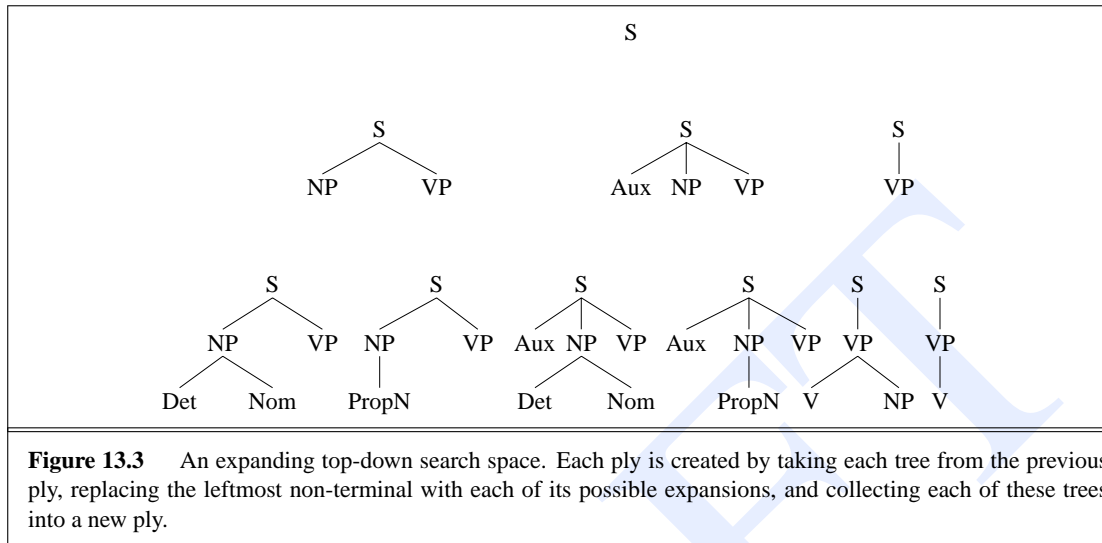 S
S S S
NP VP Aux NP VP VP
S S S S S S
NP VP NP VP Aux NP VP Aux NP VP VP VP
Det Nom PropN Det Nom PropN V NP V
Figure 13.3 An expanding top-down search space. Each ply is created by taking each tree from the previous
ply, replacing the leftmost non-terminal with each of its possible expansions, and collecting each of these trees
into a new ply.